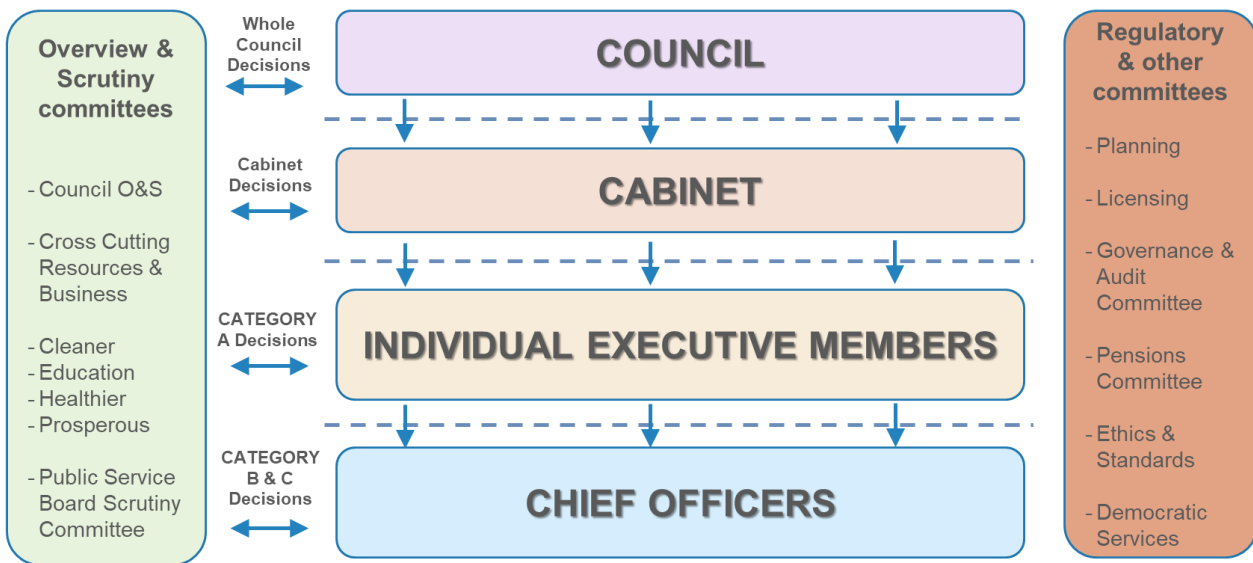 Overview &
Scrutiny
committees
- Council O&S
- Cross Cutting
Resources &
Business
- Cleaner
- Education
- Healthier
- Prosperous
- Public Service
Board Scrutiny
Committee
Whole
Council
Decisions
Cabinet
Decisions
CATEGORY
A Decisions
CATEGORY
B & C
Decisions
COUNCIL
CABINET
INDIVIDUAL EXECUTIVE MEMBERS
CHIEF OFFICERS
Regulatory
& other
committees
- Planning
- Licensing
- Governance &
Audit
Committee
- Pensions
Committee
- Ethics &
Standards
- Democratic
Services